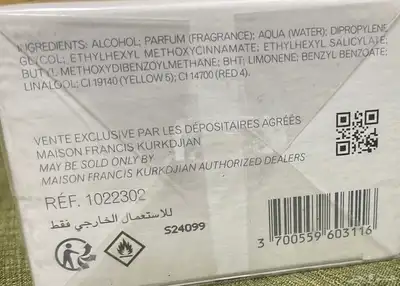 INGREDIENTS: ALCOHOL; PARFUM (FRAGRANCE); AQUA (WATER); DIPROPYLENE
GLYCOL; ETHYLHEXYL METHOXYCINNAMATE; ETHYLHEXYL SALICYLATE;
BUTYL METHOXYDIBENZOYLMETHANE; BHT; LIMONENE; BENZYL BENZOATE;
LINALOOL; CI 19140 (YELLOW 5); CI 14700 (RED 4).
VENTE EXCLUSIVE PAR LES DÉPOSITAIRES AGRÉÉS
MAISON FRANCIS KURKDJIAN
MAY BE SOLD ONLY BY
MAISON FRANCIS KURKDJIAN AUTHORIZED DEALERS
RÉF. 1022302
للاستعمال الخارجي فقط
S24099
3 700559 603116